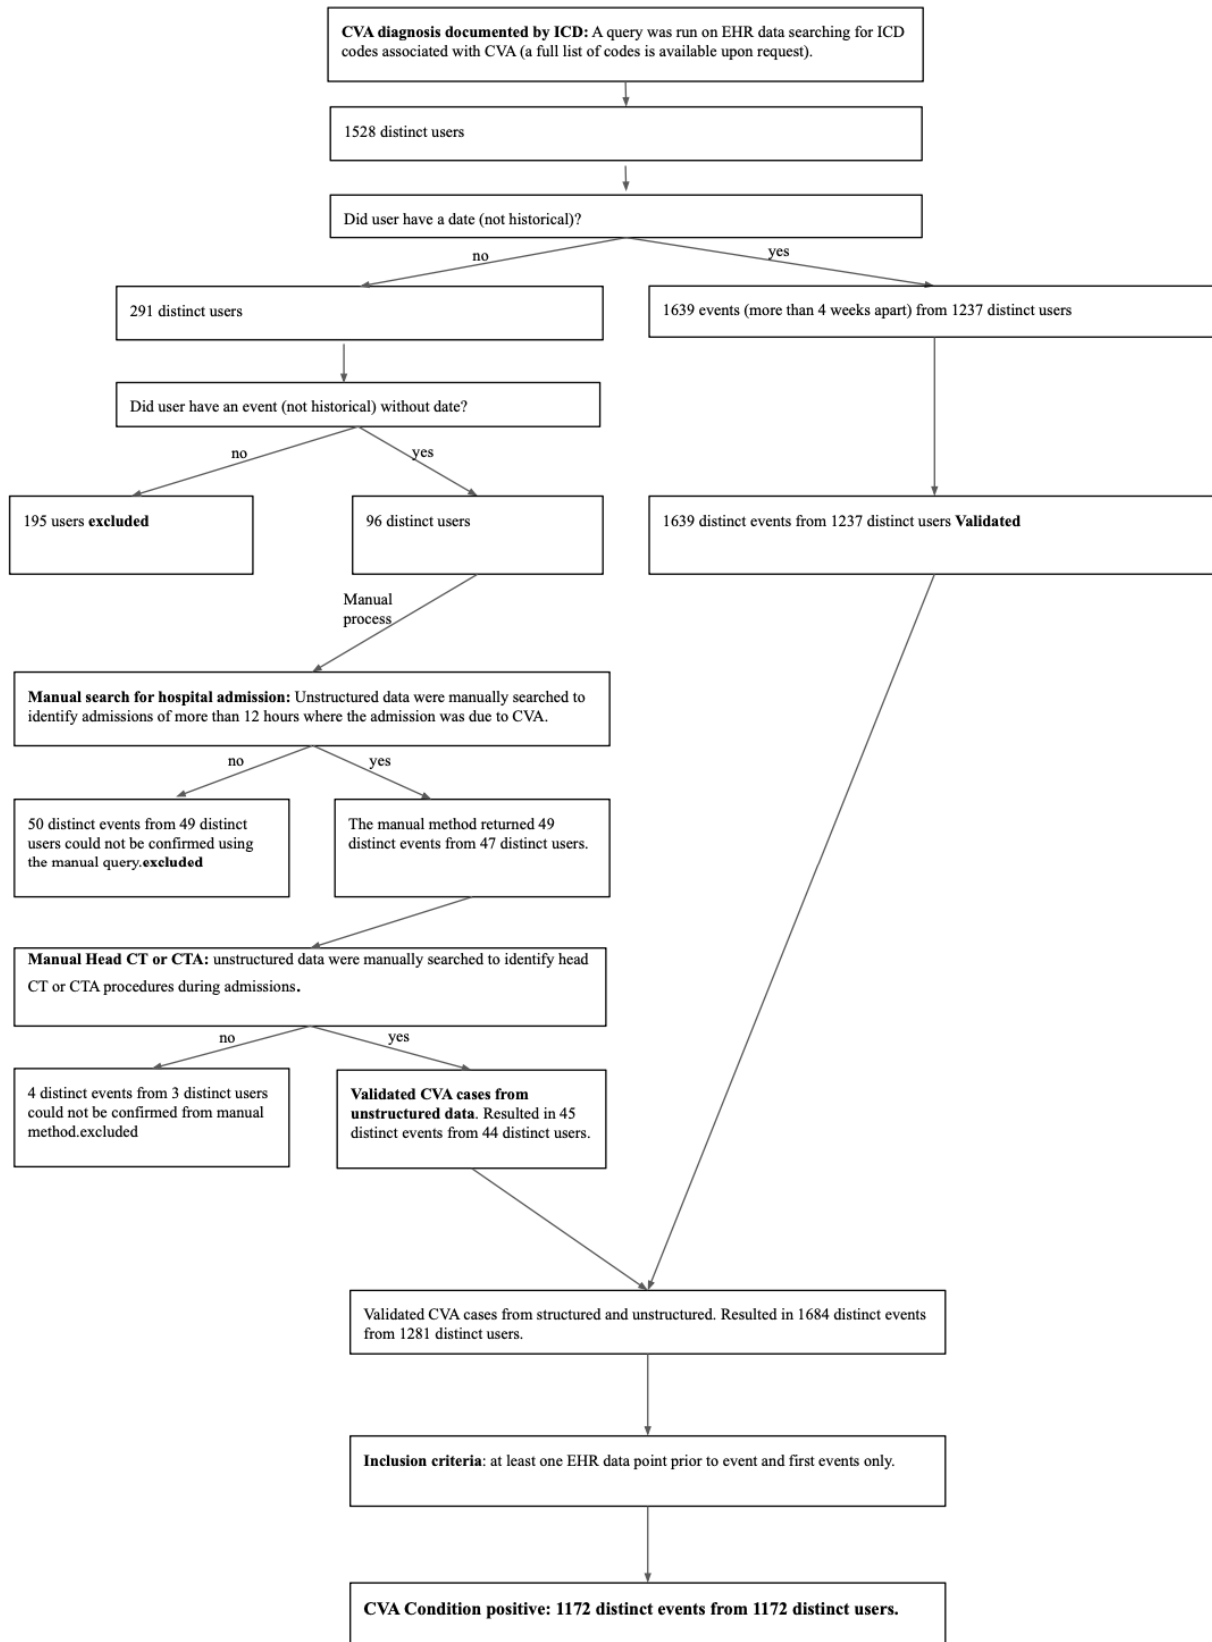 CVA diagnosis documented by ICD: A query was run on EHR data searching for ICD
codes associated with CVA (a full list of codes is available upon request).
1528 distinct users
Did user have a date (not historical)?
no
yes
291 distinct users
1639 events (more than 4 weeks apart) from 1237 distinct users
Did user have an event (not historical) without date?
no
yes
195 users excluded
96 distinct users
1639 distinct events from 1237 distinct users Validated
Manual
process
Manual search for hospital admission: Unstructured data were manually searched to
identify admissions of more than 12 hours where the admission was due to CVA.
no
yes
50 distinct events from 49 distinct
users could not be confirmed using
the manual query.excluded
The manual method returned 49
distinct events from 47 distinct users.
Manual Head CT or CTA: unstructured data were manually searched to identify head
CT or CTA procedures during admissions.
no
yes
4 distinct events from 3 distinct users
could not be confirmed from manual
method.excluded
Validated CVA cases from
unstructured data. Resulted in 45
distinct events from 44 distinct users.
Validated CVA cases from structured and unstructured. Resulted in 1684 distinct events
from 1281 distinct users.
Inclusion criteria: at least one EHR data point prior to event and first events only.
CVA Condition positive: 1172 distinct events from 1172 distinct users.